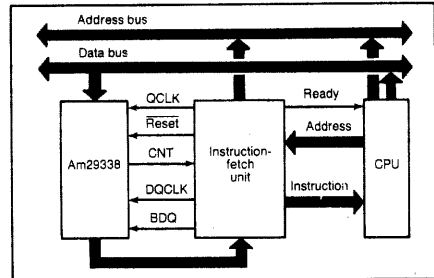 Address bus
Data bus
QCLK
Ready
Reset
Address
Am29338
CNT
Instruction-
fetch
unit
CPU
Instruction
DQCLK
BDQ